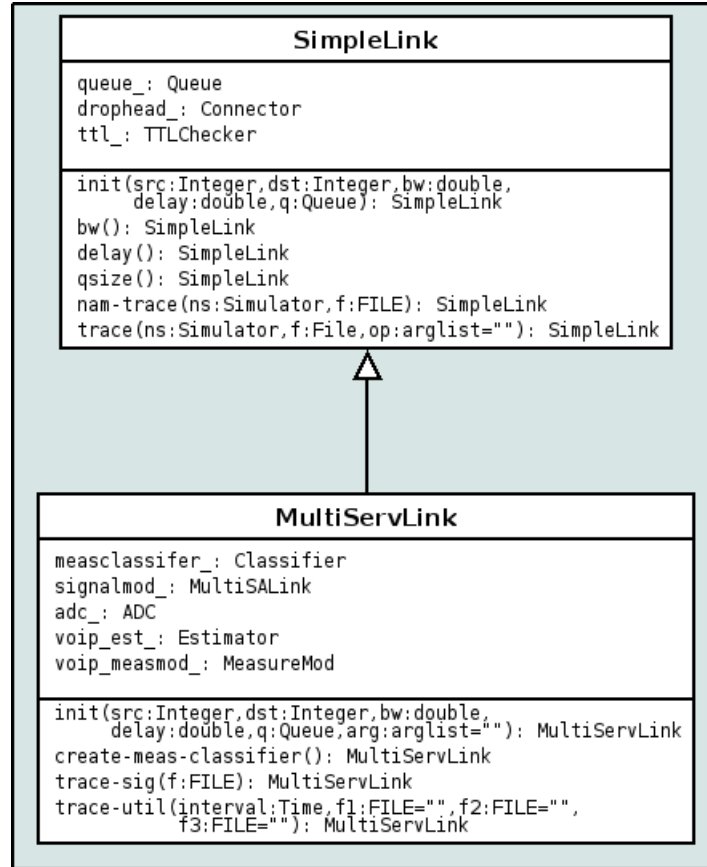 SimpleLink
queue_: Queue
drophead_: Connector
ttl_: TTLChecker
init(src:Integer,dst:Integer,bw:double,
delay:double,q:Queue): SimpleLink
bw(): SimpleLink
delay(): SimpleLink
qsize(): SimpleLink
nam-trace(ns:Simulator,f:FILE): SimpleLink
trace(ns:Simulator,f:File,op:arglist=""): SimpleLink
MultiServLink
measclassifer_: Classifier
signalmod_: MultiSALink
adc_: ADC
voip_est_: Estimator
voip_measmod_: MeasureMod
init(src:Integer,dst:Integer,bw:double,
delay:double,q:Queue,arg:arglist=""): MultiServLink
create-meas-classifier(): MultiServLink
trace-sig(f:FILE): MultiServLink
trace-util(interval:Time,f1:FILE="",f2:FILE="",
f3:FILE=""): MultiServLink